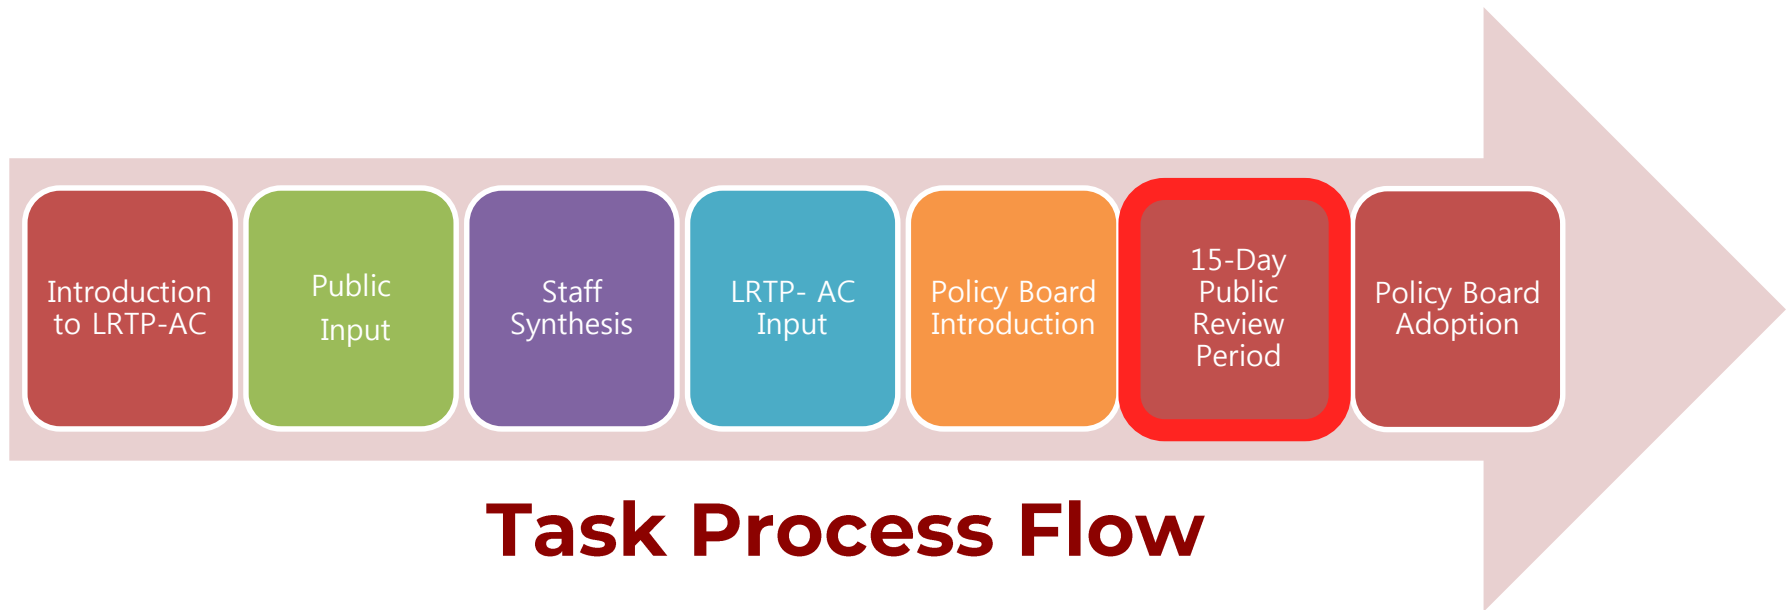 Introduction
to LRTP-AC
Public
Input
Staff
Synthesis
LRTP- AC
Input
Policy Board
Introduction
15-Day
Public
Review
Period
Policy Board
Adoption
Task Process Flow